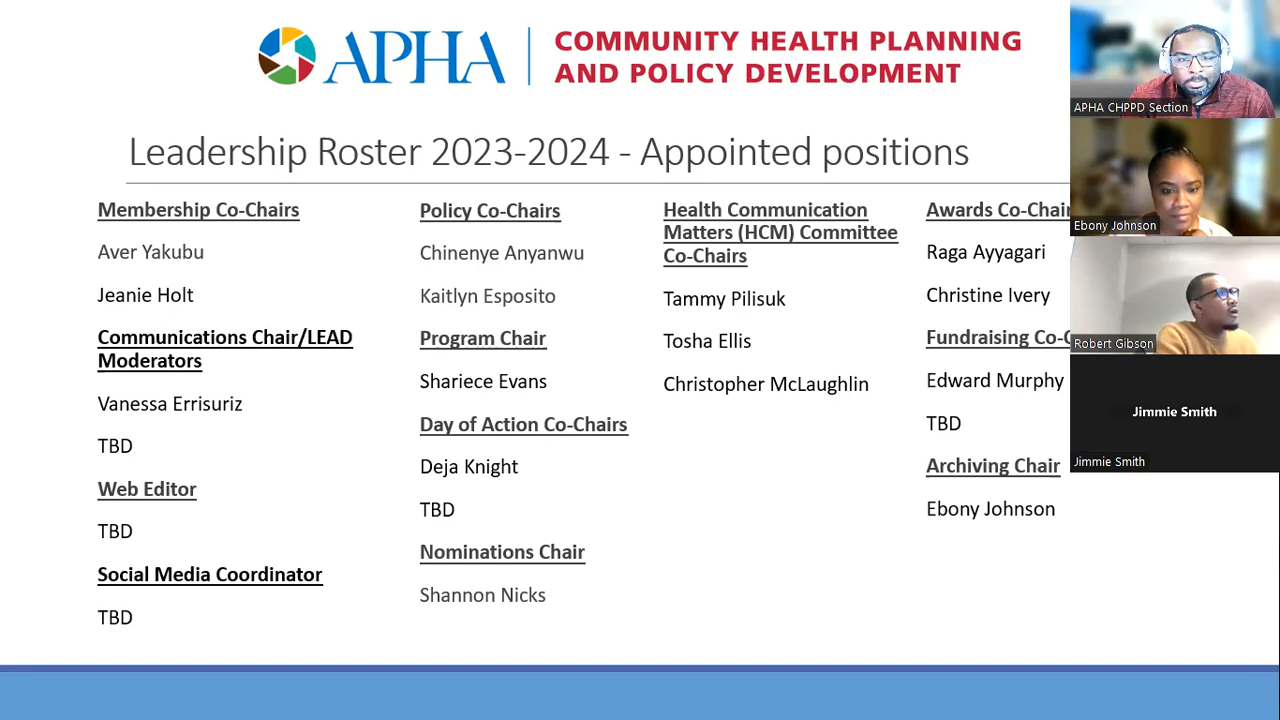 APHA
COMMUNITY HEALTH PLANNING
AND POLICY DEVELOPMENT
Leadership Roster 2023-2024 - Appointed positions
Membership Co-Chairs
Aver Yakubu
Jeanie Holt
Communications Chair/LEAD
Moderators
Vanessa Errisuriz
TBD
Web Editor
TBD
Social Media Coordinator
TBD
Policy Co-Chairs
Chinenye Anyanwu
Kaitlyn Esposito
Program Chair
Shariece Evans
Day of Action Co-Chairs
Deja Knight
TBD
Nominations Chair
Shannon Nicks
Health Communication
Matters (HCM) Committee
Co-Chairs
Tammy Pilisuk
Tosha Ellis
Christopher McLaughlin
Awards Co-Chair
Raga Ayyagari
Christine Ivery
Fundraising Co-C
Edward Murphy
TBD
Archiving Chair
Ebony Johnson
APHA CHPPD Section
Ebony Johnson
Robert Gibson
Jimmie Smith
Jimmie Smith